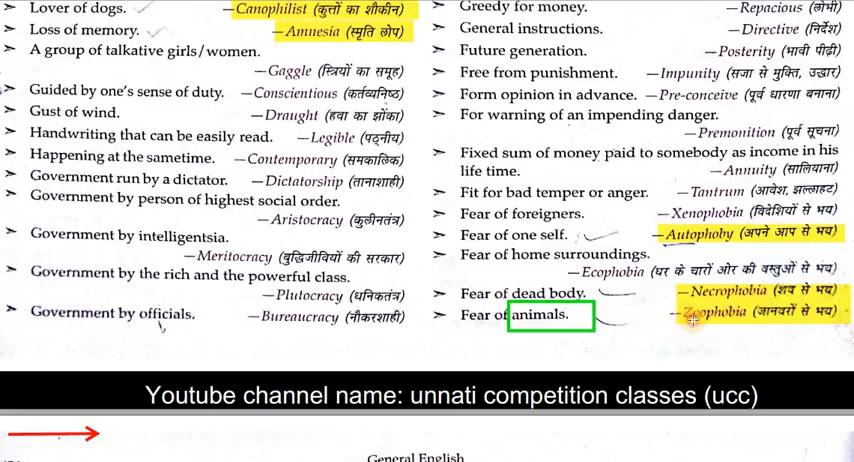 ➤ Lover of dogs. —Canophilist (कुत्तों का शौकीन)
➤ Loss of memory. —Amnesia (स्मृति लोप)
➤ A group of talkative girls/women.
—Gaggle (स्त्रियों का समूह)
➤ Guided by one's sense of duty. —Conscientious (कर्तव्यनिष्ठ)
➤ Gust of wind. —Draught (हवा का झोंका)
➤ Handwriting that can be easily read. —Legible (पठ्नीय)
➤ Happening at the sametime. —Contemporary (समकालिक)
➤ Government run by a dictator. —Dictatorship (तानाशाही)
➤ Government by person of highest social order.
—Aristocracy (कुलीनतंत्र)
➤ Government by intelligentsia.
—Meritocracy (बुद्धिजीवियों की सरकार)
➤ Government by the rich and the powerful class.
—Plutocracy (धनिकतंत्र)
➤ Government by officials. —Bureaucracy (नौकरशाही)
➤ Greedy for money. —Repacious (लोभी)
➤ General instructions. —Directive (निर्देश)
➤ Future generation. —Posterity (भावी पीढ़ी)
➤ Free from punishment. —Impunity (सजा से मुक्ति, उद्धार)
➤ Form opinion in advance. —Pre-conceive (पूर्व धारणा बनाना)
➤ For warning of an impending danger.
—Premonition (पूर्व सूचना)
➤ Fixed sum of money paid to somebody as income in his
life time. —Annuity (सालियाना)
➤ Fit for bad temper or anger. —Tantrum (आवेश, झल्लाहट)
➤ Fear of foreigners. —Xenophobia (विदेशियों से भय)
➤ Fear of one self. —Autophoby (अपने आप से भय)
➤ Fear of home surroundings.
—Ecophobia (घर के चारों ओर की वस्तुओं से भय)
➤ Fear of dead body. —Necrophobia (शव से भय)
➤ Fear of animals. —Zoophobia (जानवरों से भय)
Youtube channel name: unnati competition classes (ucc)
General English